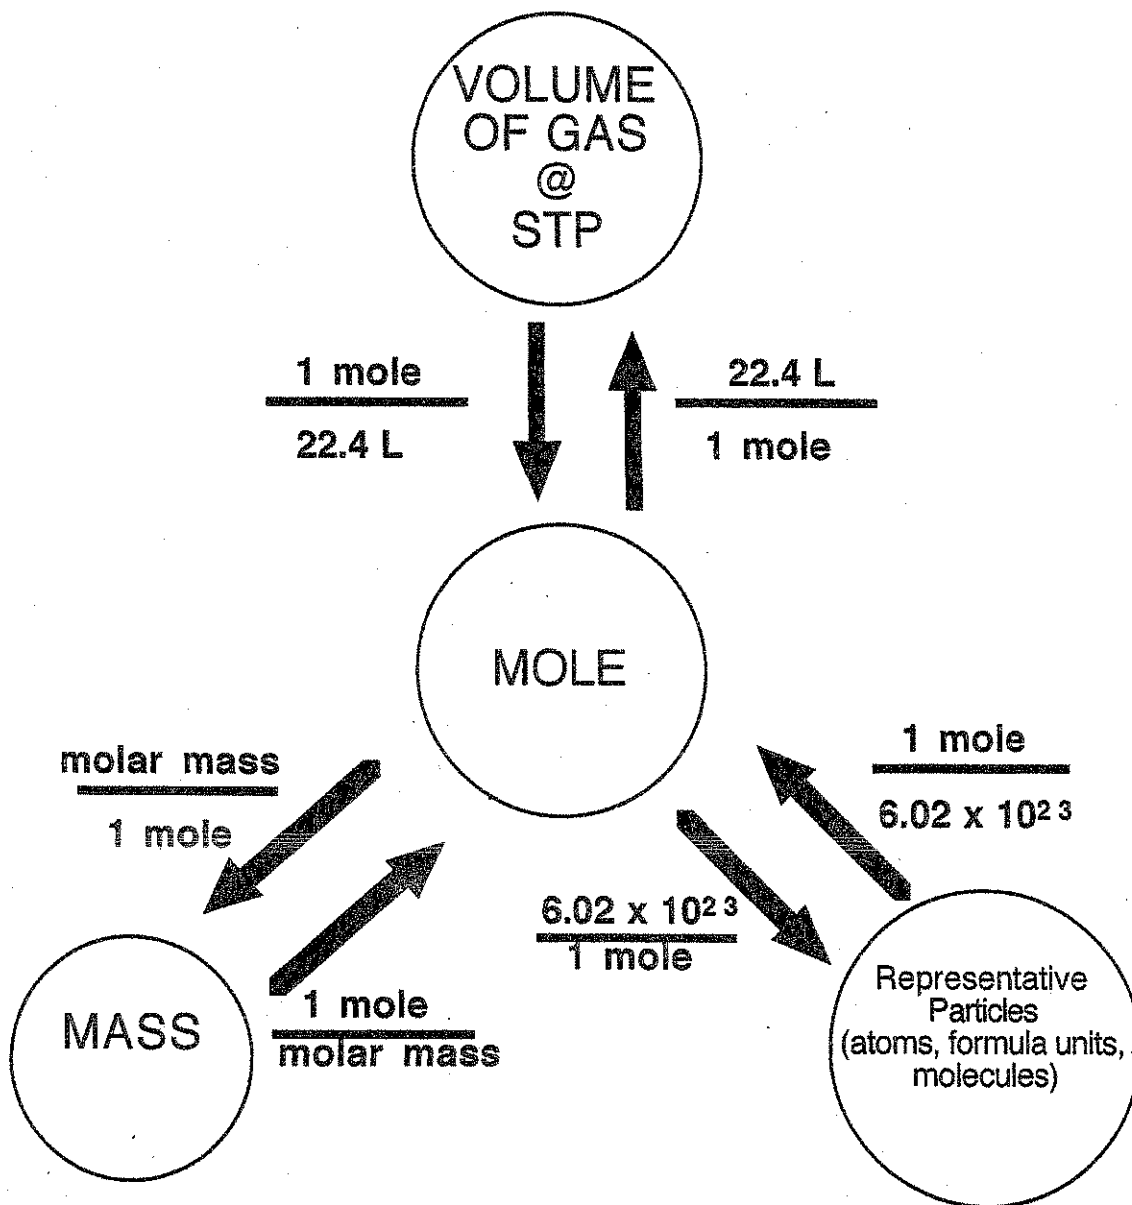 VOLUME
OF GAS
@
STP
1 mole
22.4 L
22.4 L
1 mole
MOLE
molar mass
1 mole
1 mole
6.02 x 10²³
6.02 x 10²³
1 mole
MASS
1 mole
molar mass
Representative
Particles
(atoms, formula units,
molecules)